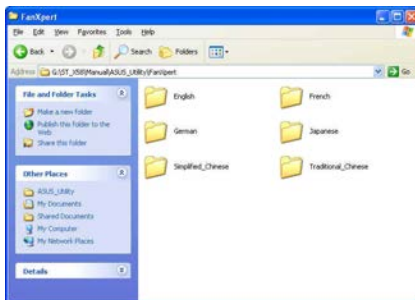 FanXpert
File Edit View Favorites Tools Help
Back Search Folders
Address G:\ST_X58\Manual\ASUS_Utility\FanXpert Go
File and Folder Tasks
Make a new folder
Publish this folder to the Web
Share this folder
Other Places
ASUS_Utility
My Documents
Shared Documents
My Computer
My Network Places
Details
English French
German Japanese
Simplified_Chinese Traditional_Chinese